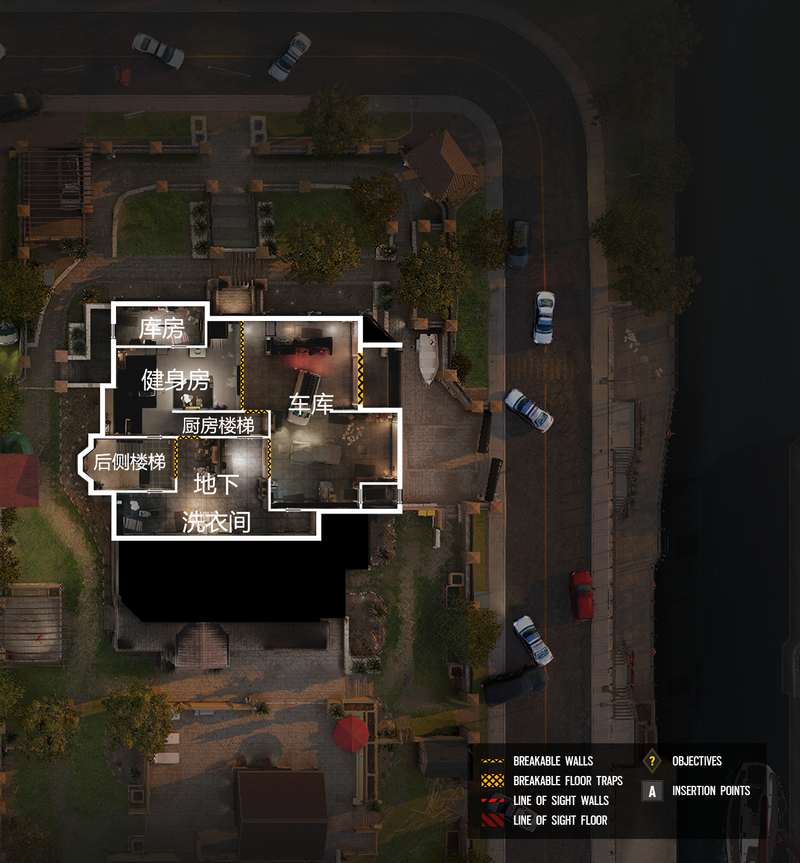 库房
健身房
车库
厨房楼梯
后侧楼梯
地下
洗衣间
BREAKABLE WALLS
BREAKABLE FLOOR TRAPS
LINE OF SIGHT WALLS
LINE OF SIGHT FLOOR
? OBJECTIVES
A INSERTION POINTS